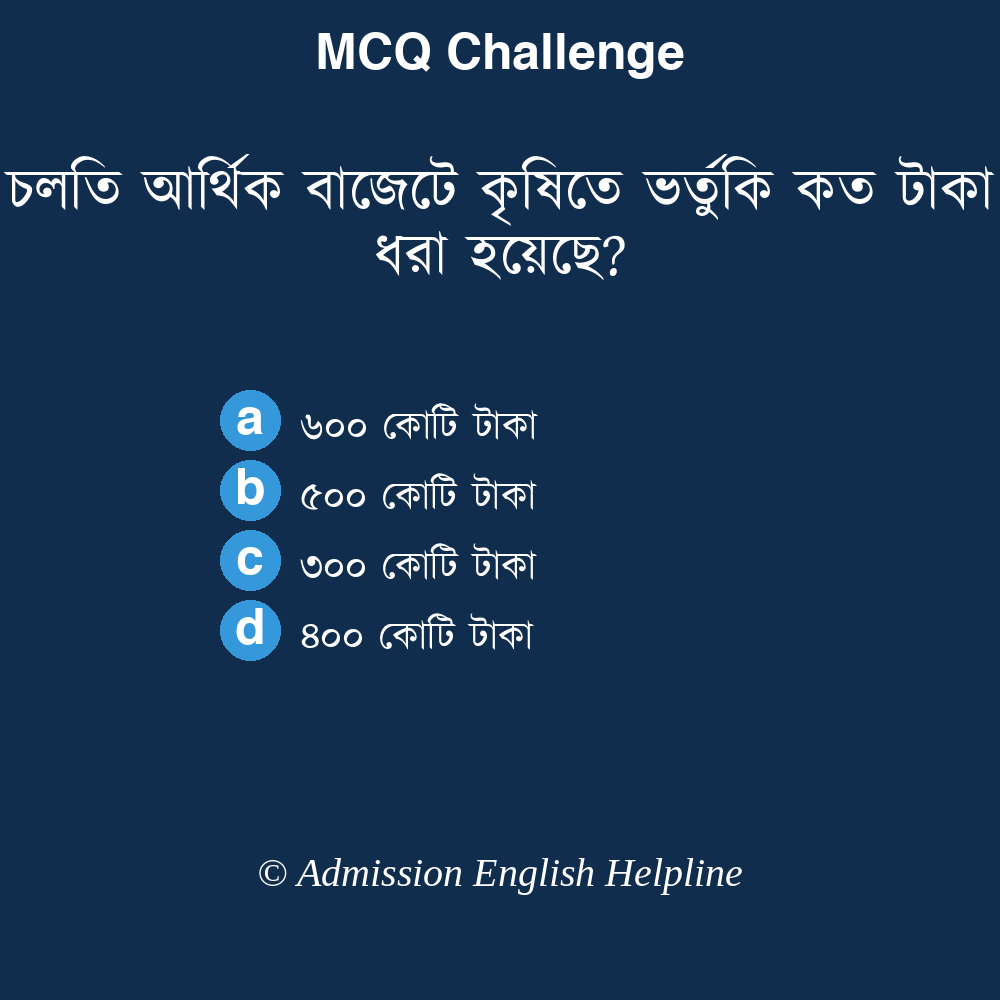 MCQ Challenge
চলতি আর্থিক বাজেটে কৃষিতে ভর্তুকি কত টাকা
ধরা হয়েছে?
a ৬০০ কোটি টাকা
b ৫০০ কোটি টাকা
c ৩০০ কোটি টাকা
d ৪০০ কোটি টাকা
© Admission English Helpline